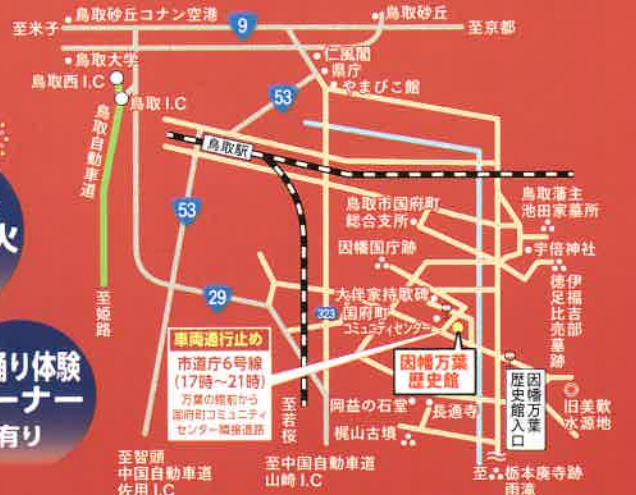 鳥取砂丘コナン空港
至米子
9
鳥取砂丘
至京都
鳥取大学
仁風閣
鳥取西I.C
県庁
やまびこ館
鳥取I.C
53
鳥取自動車道
鳥取駅
53
鳥取市国府町
総合支所
鳥取藩主
池田家墓所
火
因幡国庁跡
宇倍神社
伊福吉部
徳足比売墓跡
29
大伴家持歌碑
国府町
コミュニティセンター
323
至姫路
車両通行止め
市道庁6号線
(17時〜21時)
万葉の館前から
国府町コミュニティ
センター隣接道路
因幡万葉
歴史館
踊り体験
ーナー
有り
至若桜
岡益の石堂
長通寺
因幡万葉
歴史館入口
旧美歎
水源地
梶山古墳
至智頭
中国自動車道
佐用I.C
至中国自動車道
山崎I.C
至
栃本廃寺跡
雨滝